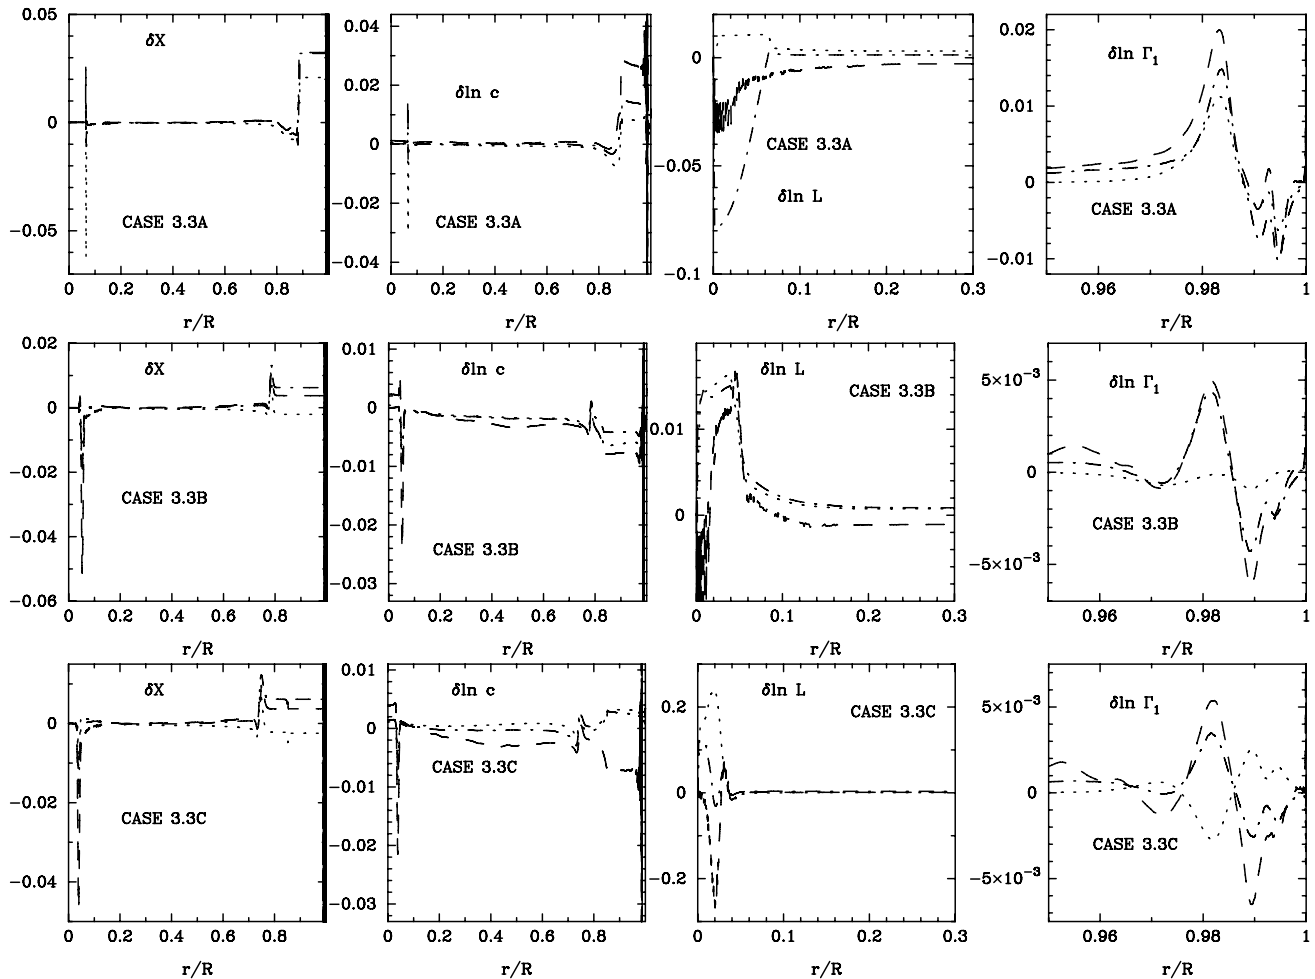 δX
0.05
0
−0.05
CASE 3.3A
0 0.2 0.4 0.6 0.8 1
r/R
δln c
0.04
0.02
0
−0.02
−0.04
CASE 3.3A
0 0.2 0.4 0.6 0.8 1
r/R
0
−0.05
−0.1
CASE 3.3A
δln L
0 0.1 0.2 0.3
r/R
δln Γ₁
0.02
0.01
0
−0.01
CASE 3.3A
0.96 0.98 1
r/R
δX
0.02
0
−0.02
−0.04
−0.06
CASE 3.3B
0 0.2 0.4 0.6 0.8 1
r/R
δln c
0.01
0
−0.01
−0.02
−0.03
CASE 3.3B
0 0.2 0.4 0.6 0.8 1
r/R
δln L
CASE 3.3B
0.01
0
0 0.1 0.2 0.3
r/R
δln Γ₁
5×10⁻³
0
−5×10⁻³
CASE 3.3B
0.96 0.98 1
r/R
δX
0
−0.02
−0.04
CASE 3.3C
0 0.2 0.4 0.6 0.8 1
r/R
δln c
0.01
0
−0.01
−0.02
−0.03
CASE 3.3C
0 0.2 0.4 0.6 0.8 1
r/R
δln L
CASE 3.3C
0.2
0
−0.2
0 0.1 0.2 0.3
r/R
δln Γ₁
5×10⁻³
0
−5×10⁻³
CASE 3.3C
0.96 0.98 1
r/R